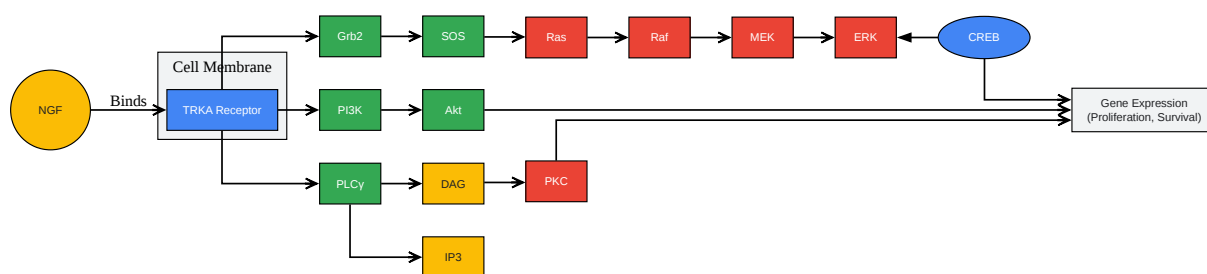 Grb2
SOS
Ras
Raf
MEK
ERK
CREB
Cell Membrane
NGF
Binds
TRKA Receptor
PI3K
Akt
Gene Expression
(Proliferation, Survival)
PLCγ
DAG
PKC
IP3